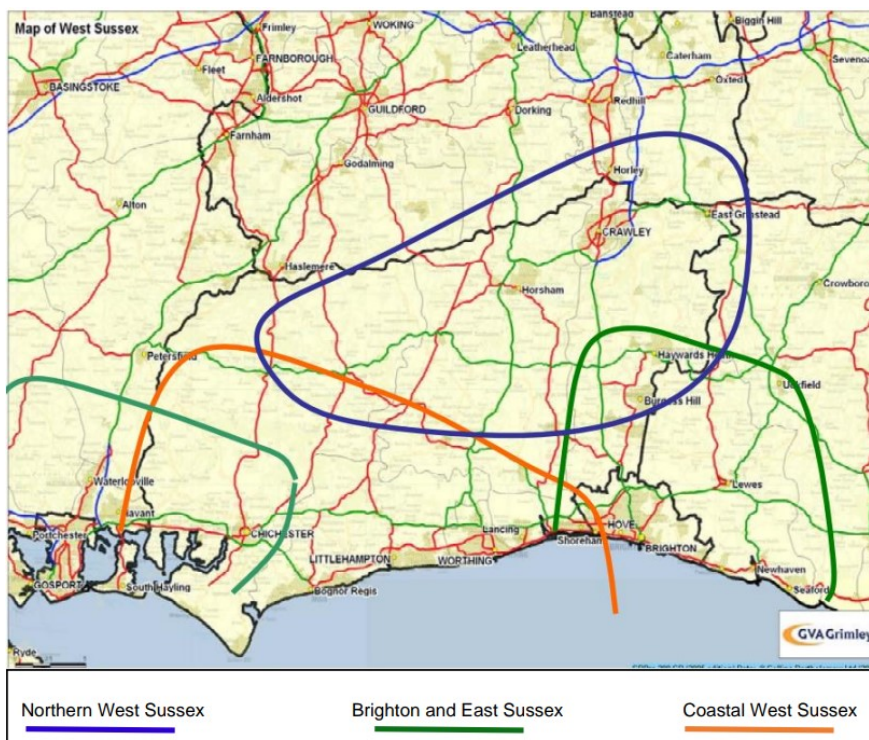 Map of West Sussex
Frimley
WOKING
Banstead
Biggin Hill
Leatherhead
Caterham
Sevenoa
Fleet
FARNBOROUGH
BASINGSTOKE
Oxted
Aldershot
GUILDFORD
Dorking
Redhill
Farnham
Godalming
Horley
Alton
East Grinstead
CRAWLEY
Haslemere
Horsham
Crowboro
Petersfield
Haywards Heath
Uckfield
Burgess Hill
Waterlooville
Lewes
Havant
Portchester
CHICHESTER
Lancing
HOVE
Shoreham
BRIGHTON
LITTLEHAMPTON
WORTHING
GOSPORT
South Hayling
Bognor Regis
Newhaven
Seaford
GVA Grimley
Ryde
Northern West Sussex
Brighton and East Sussex
Coastal West Sussex